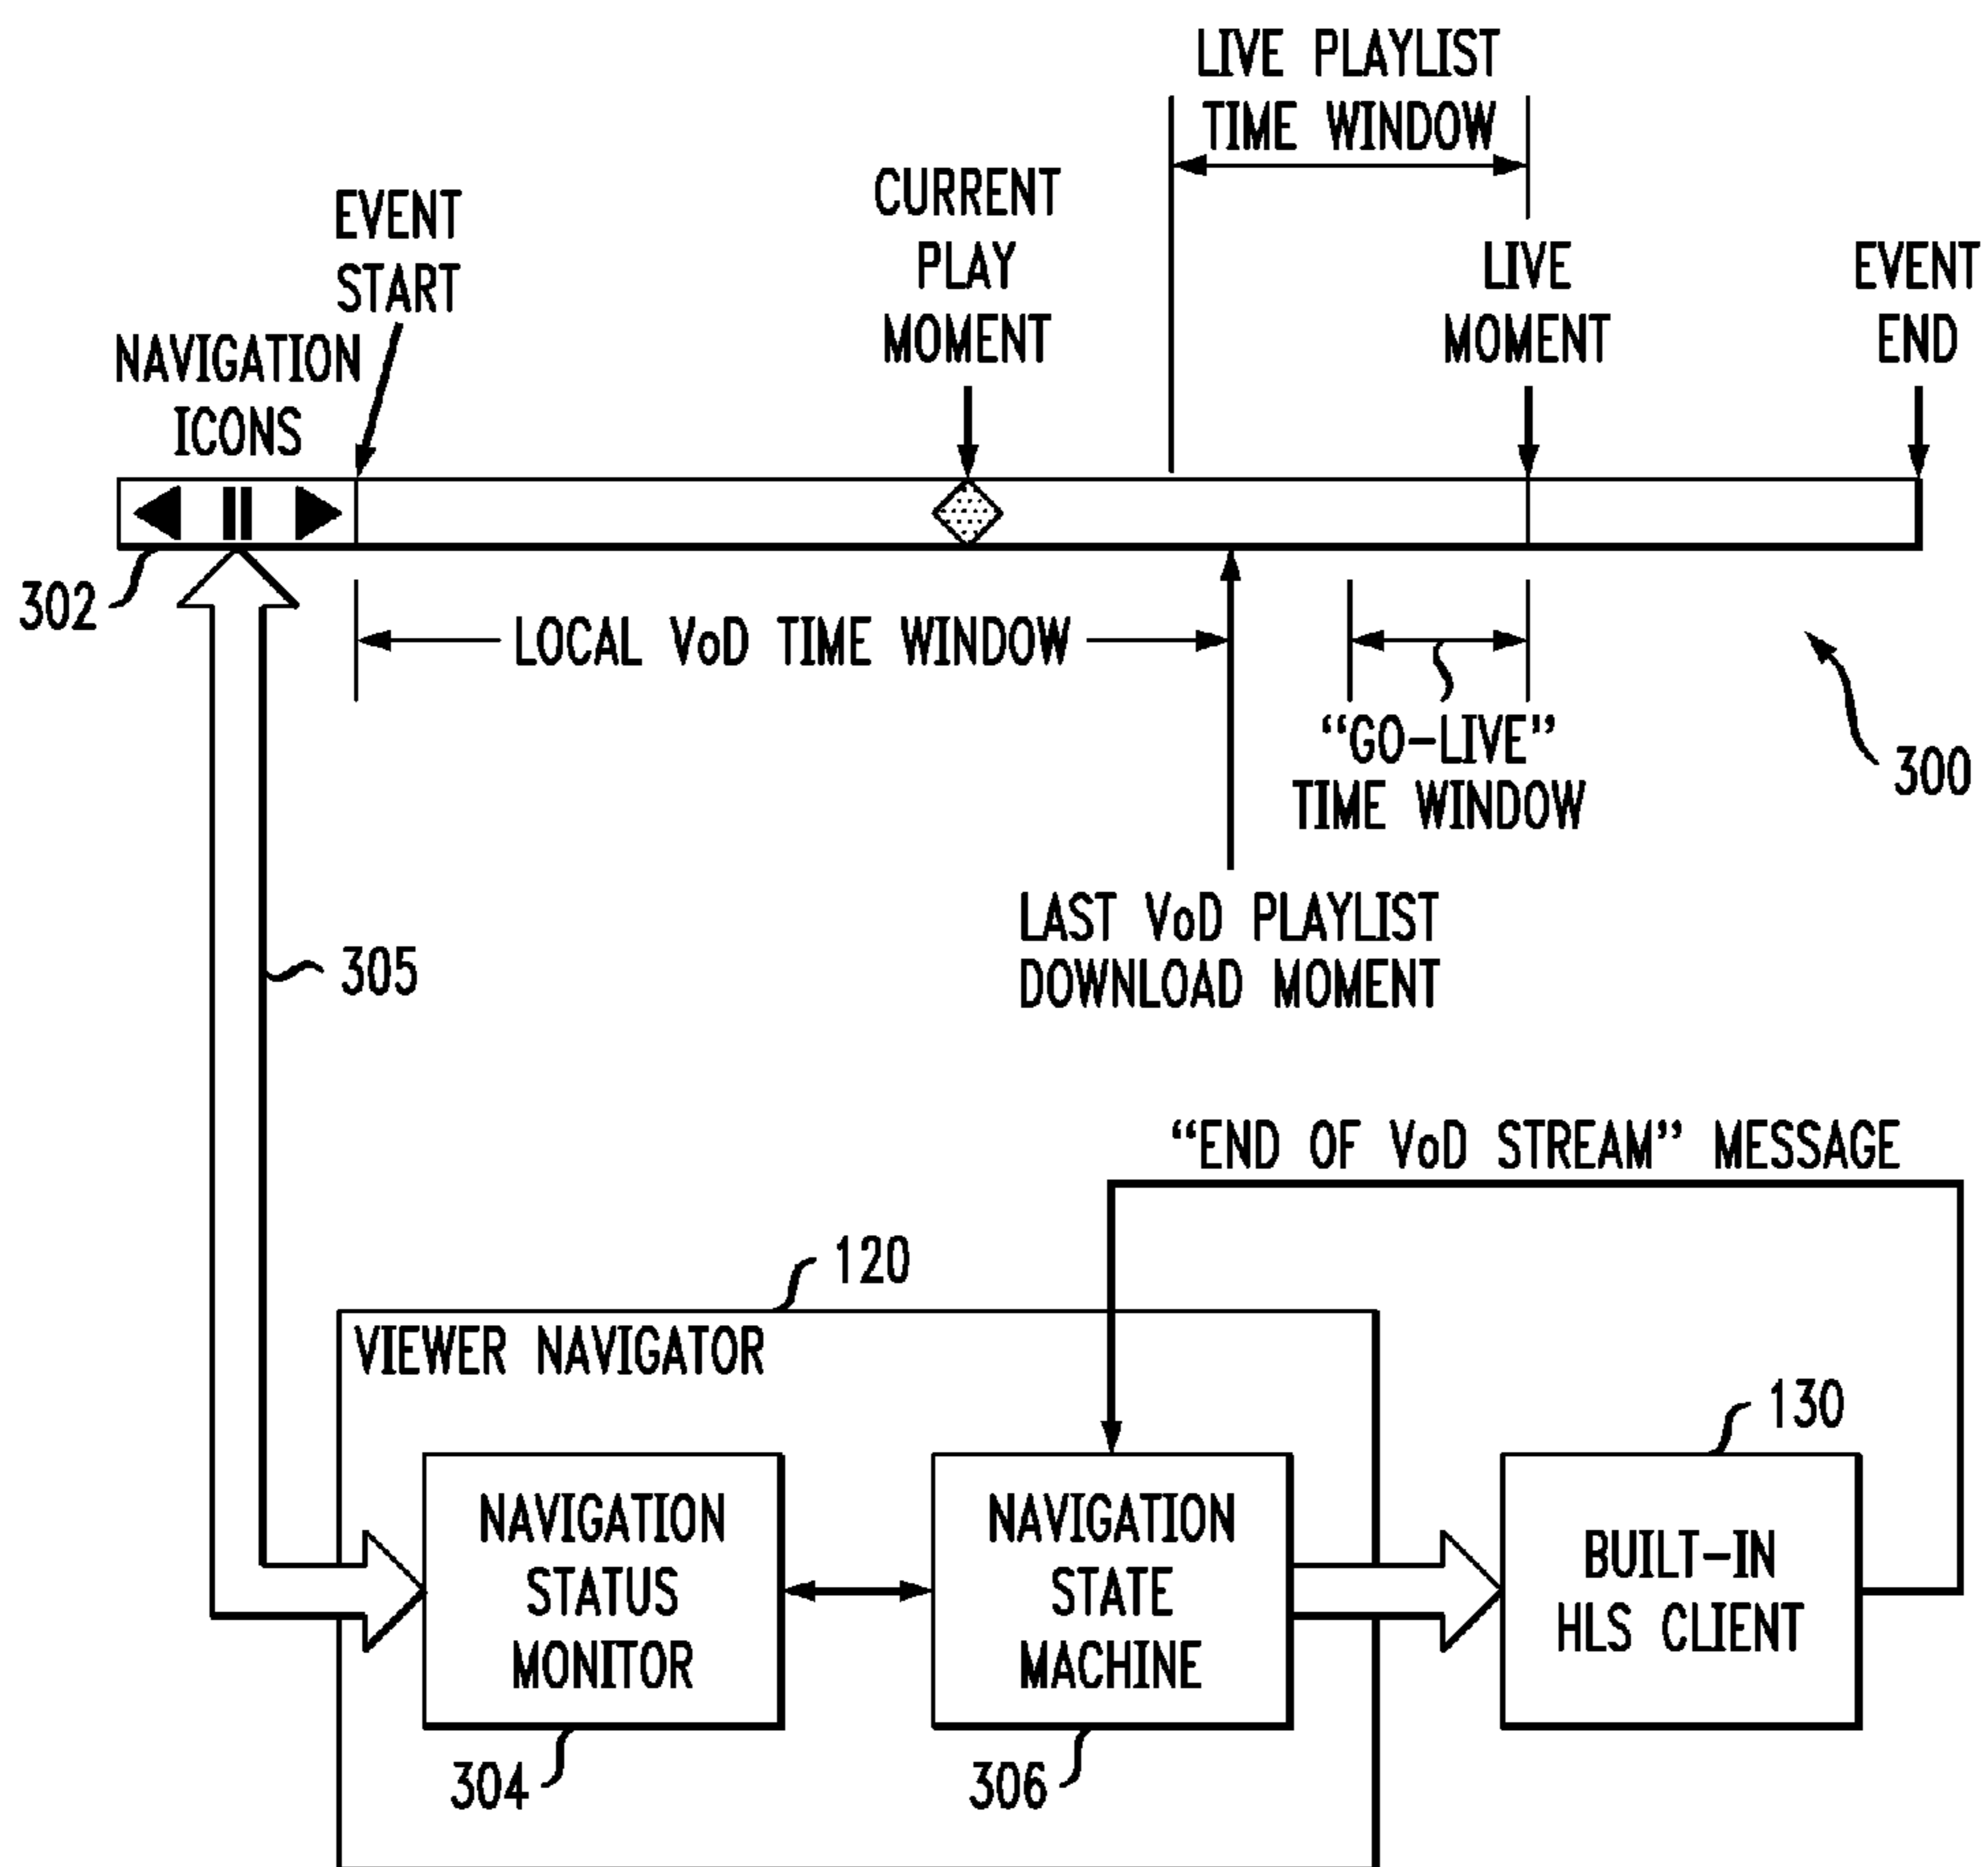 LIVE PLAYLIST
TIME WINDOW
EVENT
START
CURRENT
PLAY
MOMENT
LIVE
MOMENT
EVENT
END
NAVIGATION
ICONS
302
LOCAL VoD TIME WINDOW
“GO-LIVE”
TIME WINDOW
300
LAST VoD PLAYLIST
DOWNLOAD MOMENT
305
“END OF VoD STREAM” MESSAGE
120
VIEWER NAVIGATOR
130
NAVIGATION
STATUS
MONITOR
NAVIGATION
STATE
MACHINE
BUILT-IN
HLS CLIENT
304
306